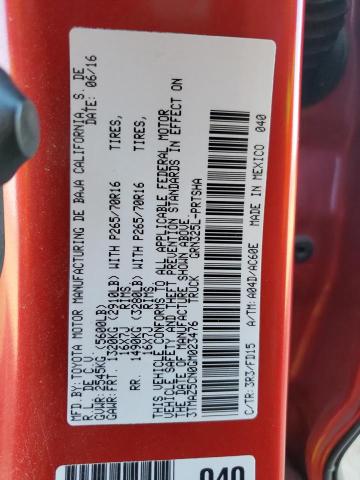 MFD.BY:TOYOTA MOTOR MANUFACTURING DE BAJA CALIFORNIA, S. DE
R. DE C.V. 06/16
DATE:
GVWR: 2545KG (5600LB)
GAWR:FRT. 1320KG (2910LB) WITH P265/70R16 TIRES,
16X7J RIMS,
RR. 1490KG (3280LB) WITH P265/70R16 TIRES,
16X7J RIMS,
THIS VEHICLE CONFORMS TO ALL APPLICABLE FEDERAL MOTOR
VEHICLE SAFETY AND THEFT PREVENTION STANDARDS IN EFFECT ON
THE DATE OF MANUFACTURE SHOWN ABOVE.
3TMAZ5CN0GM023476 TRUCK GRN325L-PRTSHA
C/TR: 3R3/FD15 A/TM: A04D/AC60E MADE IN MEXICO 040
040